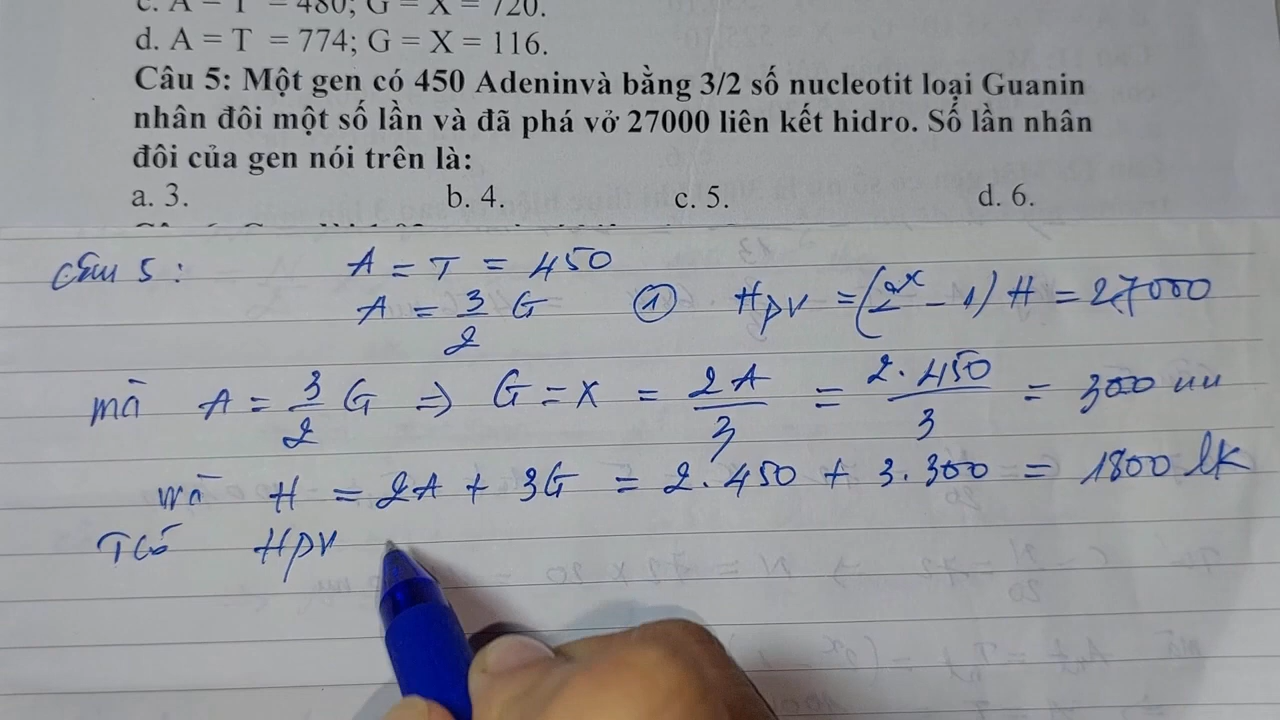 c. A = T = 480; G = X = 720.
d. A = T = 774; G = X = 116.
Câu 5: Một gen có 450 Adeninvà bằng 3/2 số nucleotit loại Guanin
nhân đôi một số lần và đã phá vở 27000 liên kết hidro. Số lần nhân
đôi của gen nói trên là:
a. 3. b. 4. c. 5. d. 6.
Câu 5: A = T = 450
A = 3/2 G ① Hpv = (2^x - 1) H = 27000
mà A = 3/2 G ⇒ G = X = 2A/3 = 2.450/3 = 300 nu
mà H = 2A + 3G = 2.450 + 3.300 = 1800 lk
Tcó Hpv